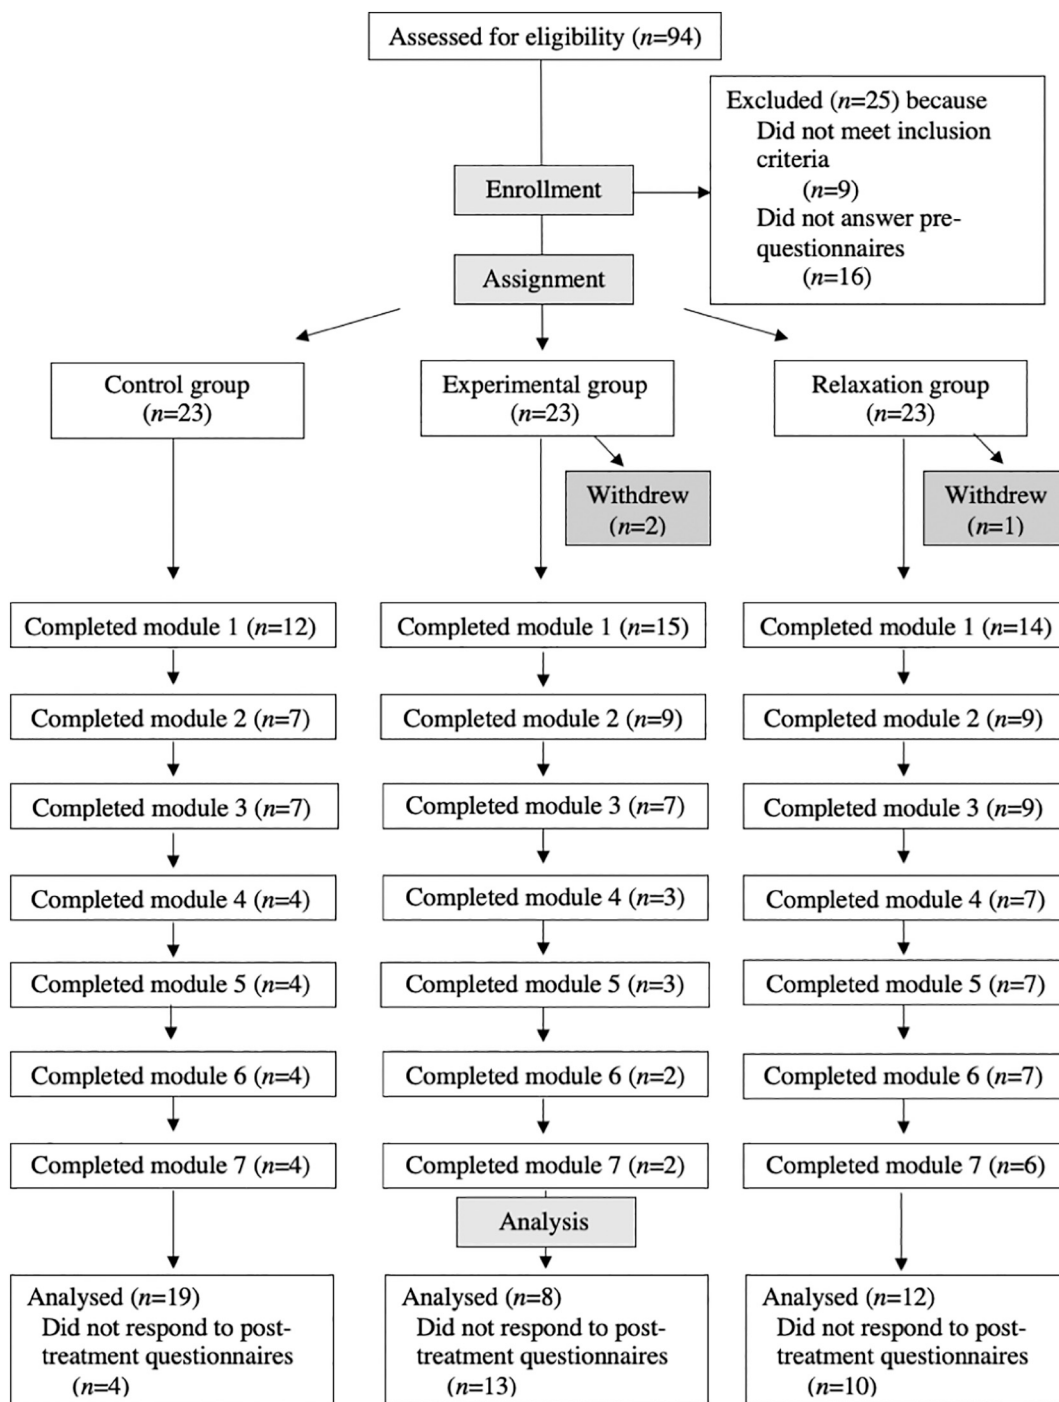 Assessed for eligibility (n=94)
Excluded (n=25) because
Did not meet inclusion
criteria
(n=9)
Did not answer pre-
questionnaires
(n=16)
Enrollment
Assignment
Control group
(n=23)
Experimental group
(n=23)
Relaxation group
(n=23)
Withdrew
(n=2)
Withdrew
(n=1)
Completed module 1 (n=12)
Completed module 1 (n=15)
Completed module 1 (n=14)
Completed module 2 (n=7)
Completed module 2 (n=9)
Completed module 2 (n=9)
Completed module 3 (n=7)
Completed module 3 (n=7)
Completed module 3 (n=9)
Completed module 4 (n=4)
Completed module 4 (n=3)
Completed module 4 (n=7)
Completed module 5 (n=4)
Completed module 5 (n=3)
Completed module 5 (n=7)
Completed module 6 (n=4)
Completed module 6 (n=2)
Completed module 6 (n=7)
Completed module 7 (n=4)
Completed module 7 (n=2)
Completed module 7 (n=6)
Analysis
Analysed (n=19)
Did not respond to post-
treatment questionnaires
(n=4)
Analysed (n=8)
Did not respond to post-
treatment questionnaires
(n=13)
Analysed (n=12)
Did not respond to post-
treatment questionnaires
(n=10)